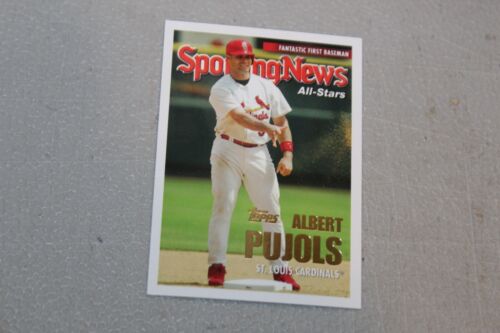 FANTASTIC FIRST BASEMAN
Sporting News
All-Stars
Topps
ALBERT
PUJOLS
ST. LOUIS CARDINALS